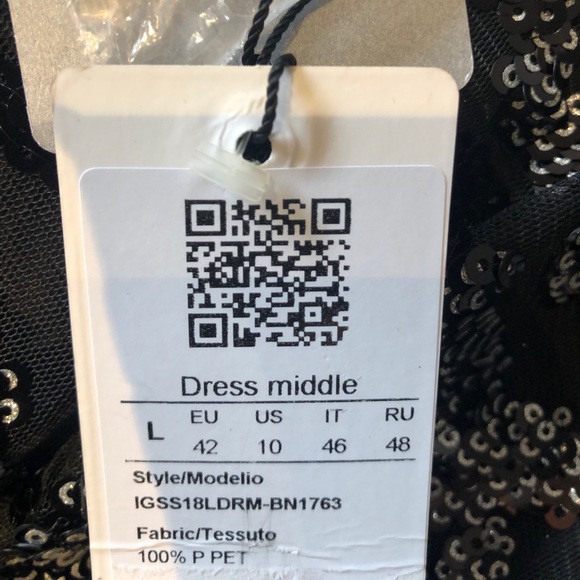 Dress middle
L EU US IT RU
42 10 46 48
Style/Modelio
IGSS18LDRM-BN1763
Fabric/Tessuto
100% P PET